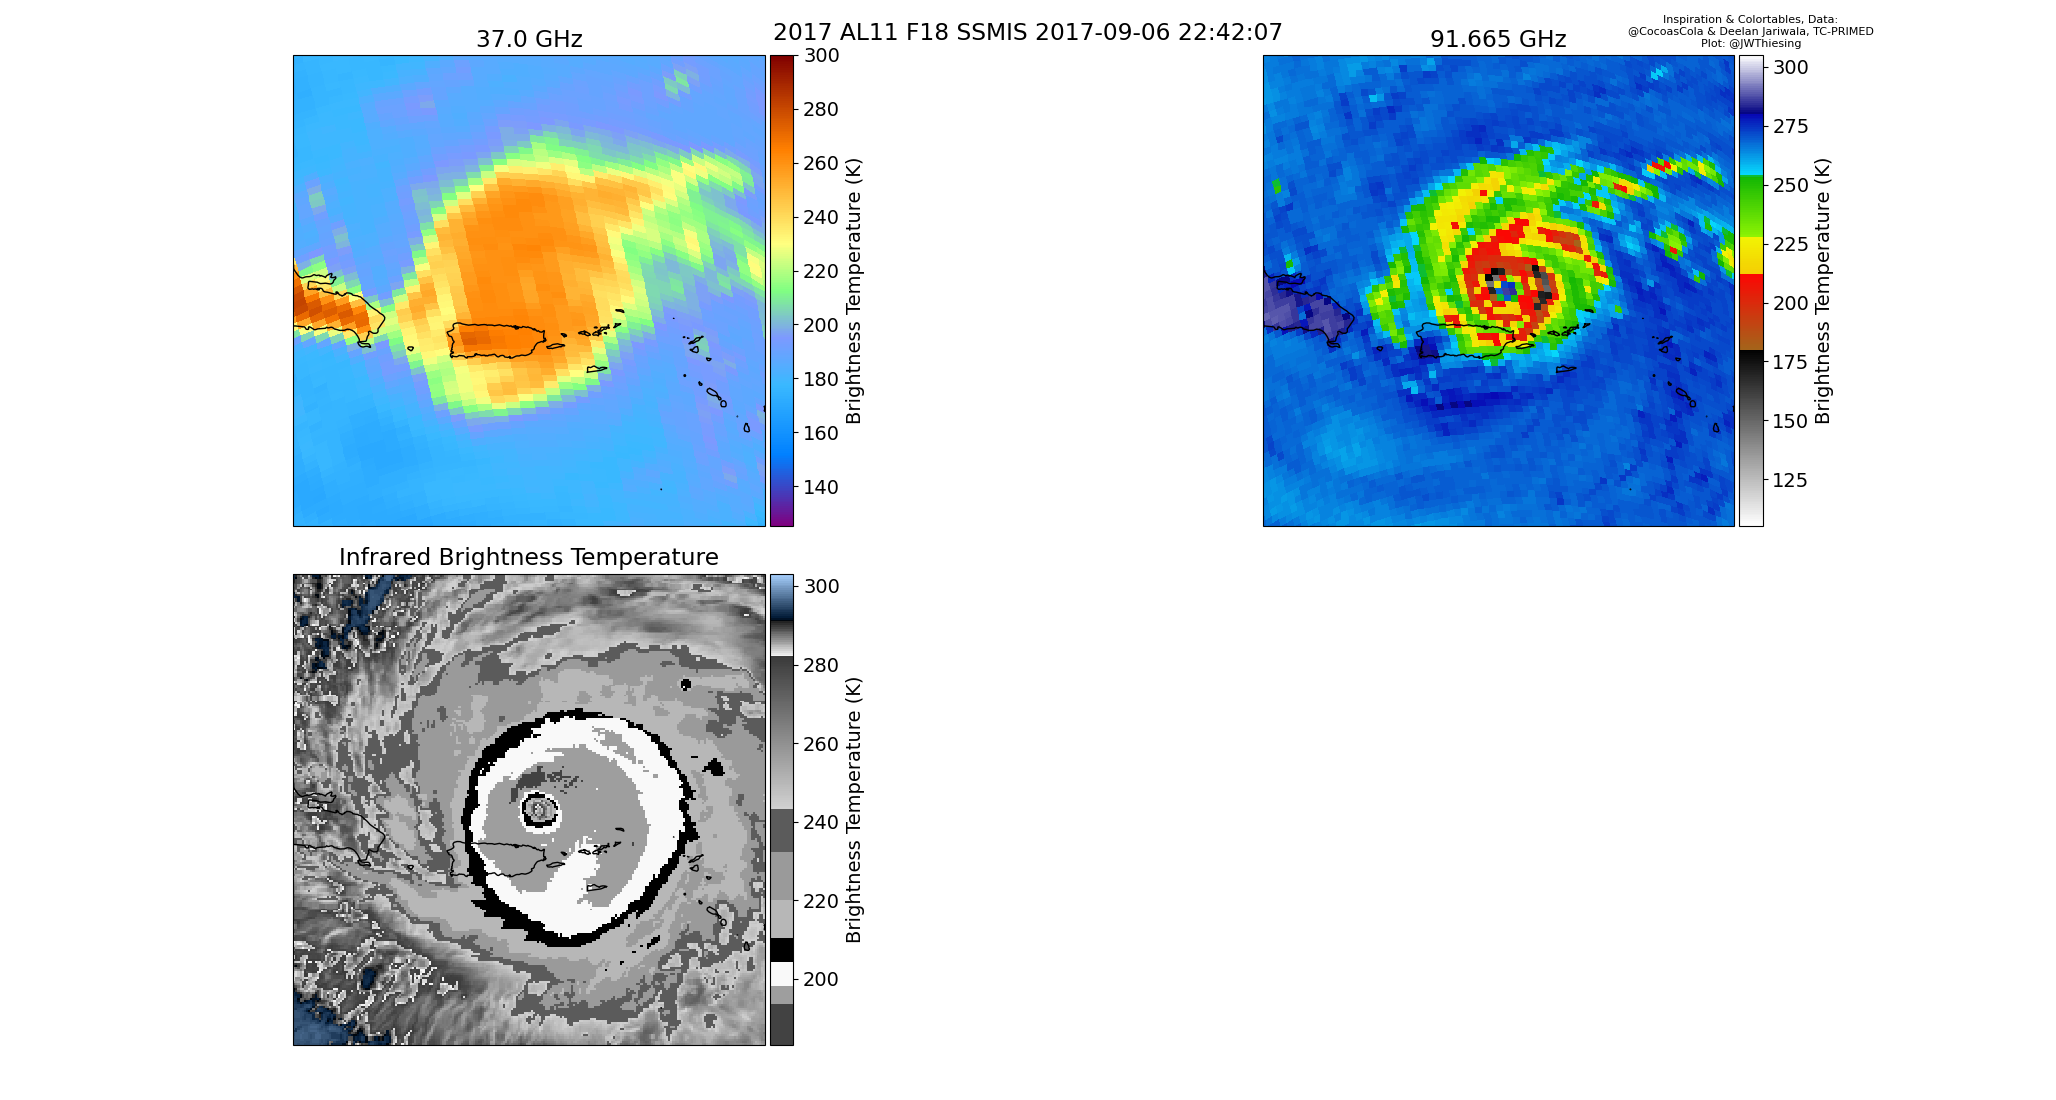 2017 AL11 F18 SSMIS 2017-09-06 22:42:07
Inspiration & Colortables, Data:
@CocoasCola & Deelan Jariwala, TC-PRIMED
Plot: @JWThiesing
37.0 GHz
300
280
260
240
220
200
180
160
140
Brightness Temperature (K)
91.665 GHz
300
275
250
225
200
175
150
125
Brightness Temperature (K)
Infrared Brightness Temperature
300
280
260
240
220
200
Brightness Temperature (K)